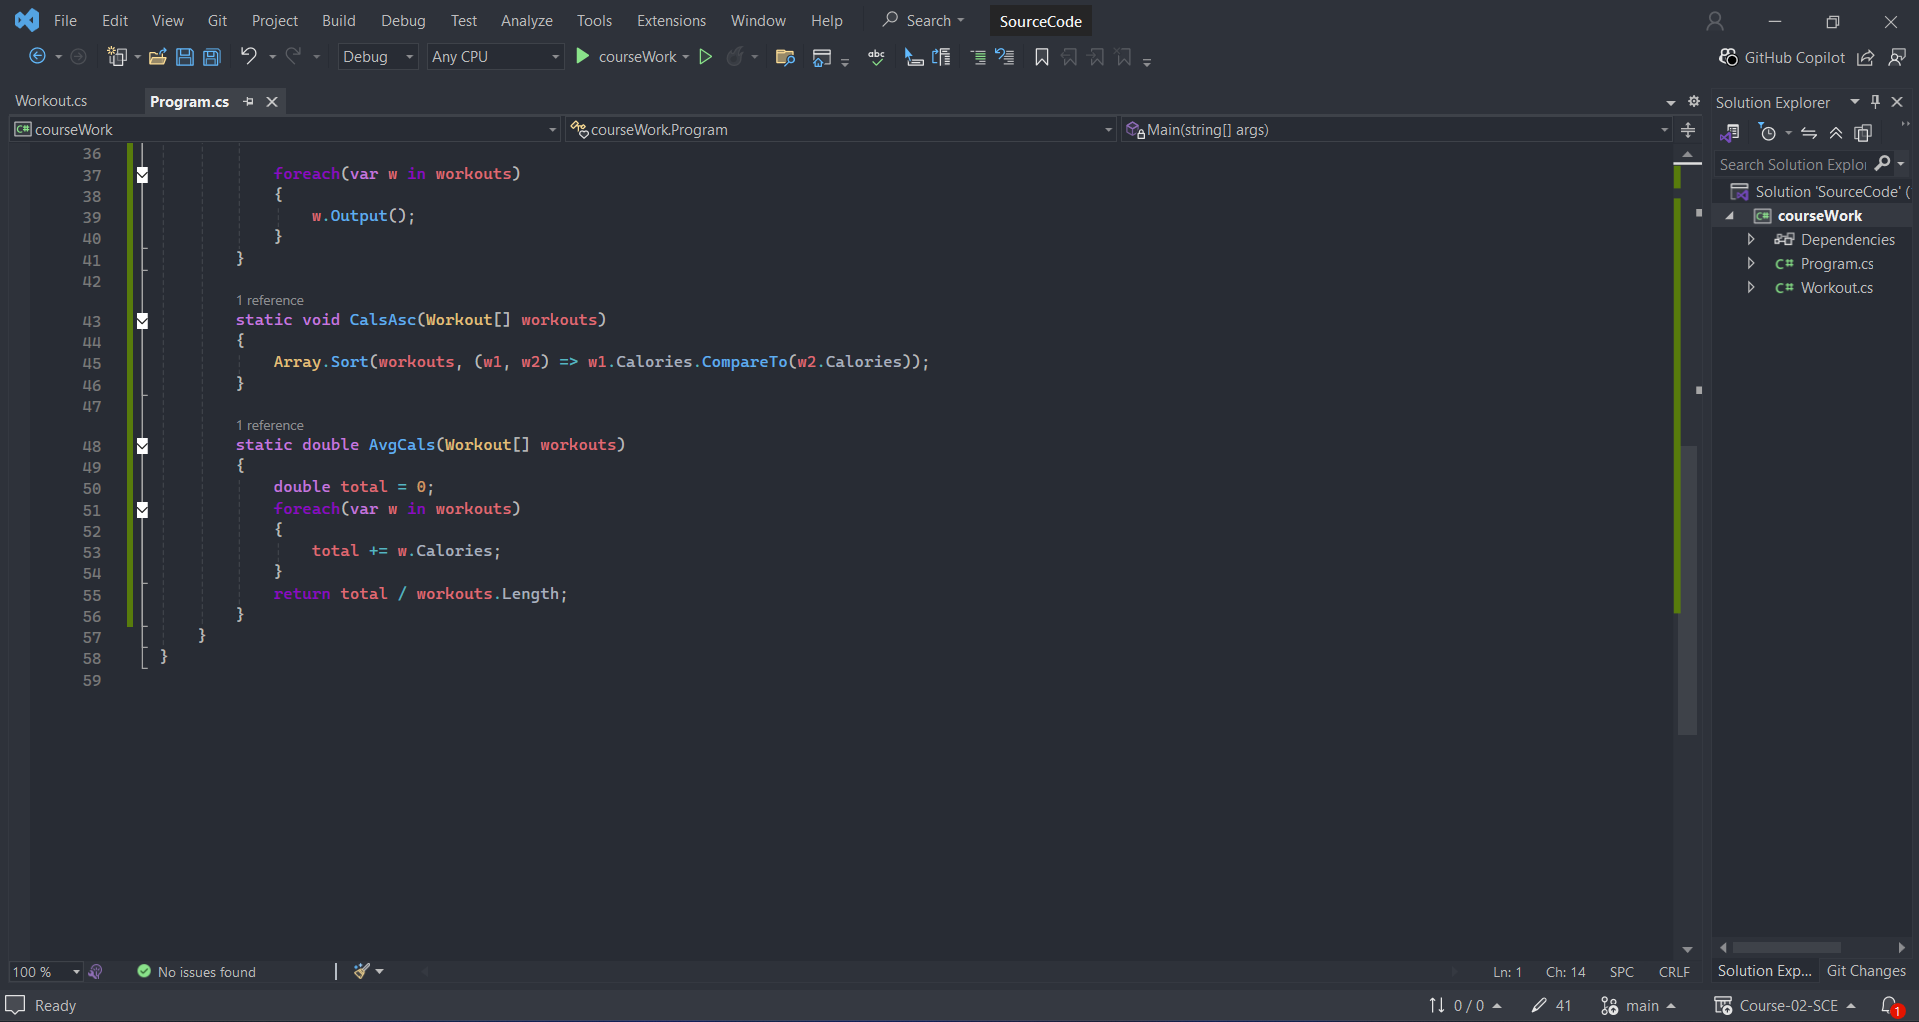 File Edit View Git Project Build Debug Test Analyze Tools Extensions Window Help Search SourceCode
Debug Any CPU courseWork GitHub Copilot
Workout.cs Program.cs
courseWork courseWork.Program Main(string[] args)
36
37 foreach(var w in workouts)
38 {
39 w.Output();
40 }
41 }
42
1 reference
43 static void CalsAsc(Workout[] workouts)
44 {
45 Array.Sort(workouts, (w1, w2) => w1.Calories.CompareTo(w2.Calories));
46 }
47
1 reference
48 static double AvgCals(Workout[] workouts)
49 {
50 double total = 0;
51 foreach(var w in workouts)
52 {
53 total += w.Calories;
54 }
55 return total / workouts.Length;
56 }
57 }
58 }
59
Solution Explorer
Search Solution Explo
Solution 'SourceCode' (
C# courseWork
Dependencies
C# Program.cs
C# Workout.cs
100 % No issues found Ln: 1 Ch: 14 SPC CRLF
Solution Exp... Git Changes
Ready 0 / 0 41 main Course-02-SCE 1